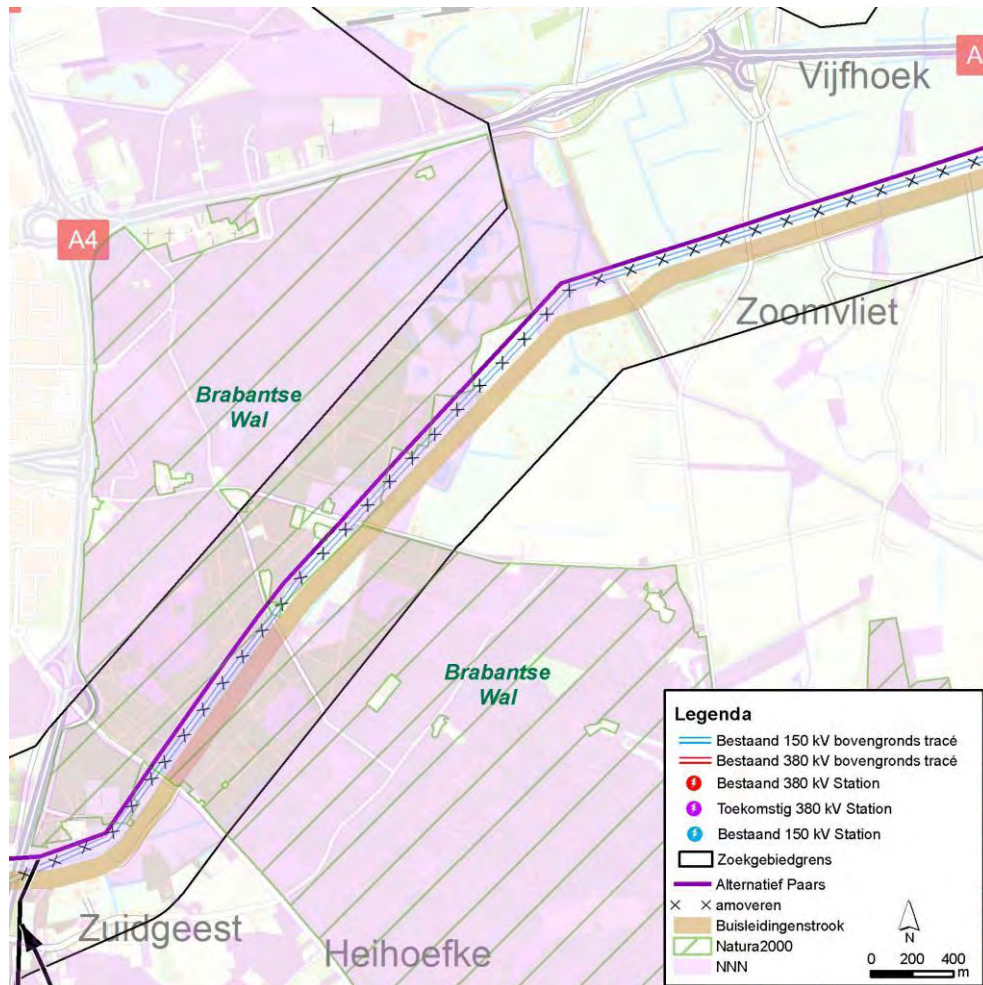 Vijfhoek
A
A4
Zoomvliet
Brabantse
Wal
Brabantse
Wal
Zuidgeest
Heihoefke
Legenda
Bestaand 150 kV bovengronds tracé
Bestaand 380 kV bovengronds tracé
Bestaand 380 kV Station
Toekomstig 380 kV Station
Bestaand 150 kV Station
Zoekgebiedgrens
Alternatief Paars
× × amoveren
Buisleidingenstrook
Natura2000
NNN
N
0 200 400
m